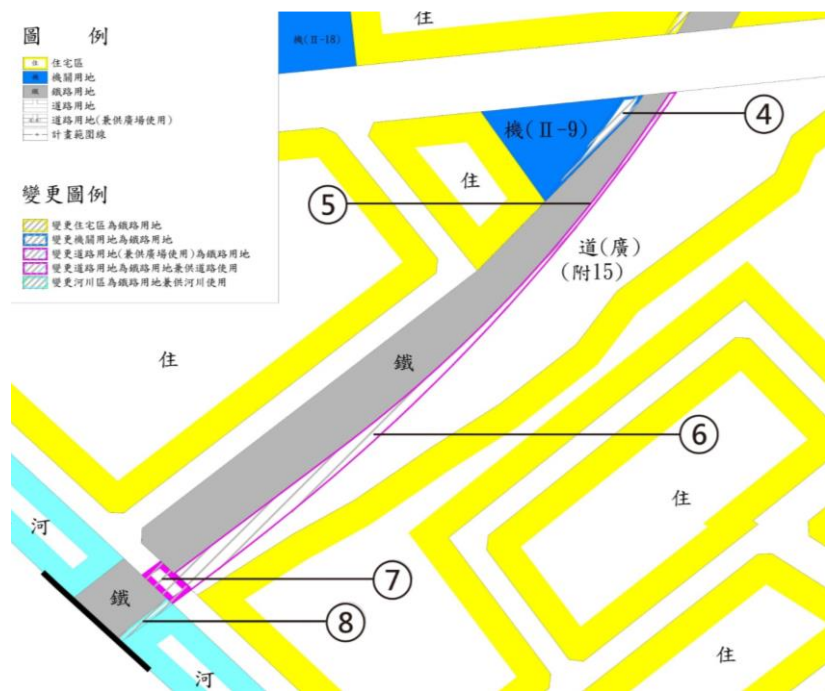 圖 例
住 住宅區
機 機關用地
鐵 鐵路用地
道路用地
道路用地(兼供廣場使用)
計畫範圍線
變更圖例
變更住宅區為鐵路用地
變更機關用地為鐵路用地
變更道路用地(兼供廣場使用)為鐵路用地
變更道路用地為鐵路用地兼供道路使用
變更河川區為鐵路用地兼供河川使用
住
機(II-18)
④
機(II-9)
住
⑤
道(廣)
(附15)
住
鐵
⑥
住
河
⑦
鐵
⑧
住
河